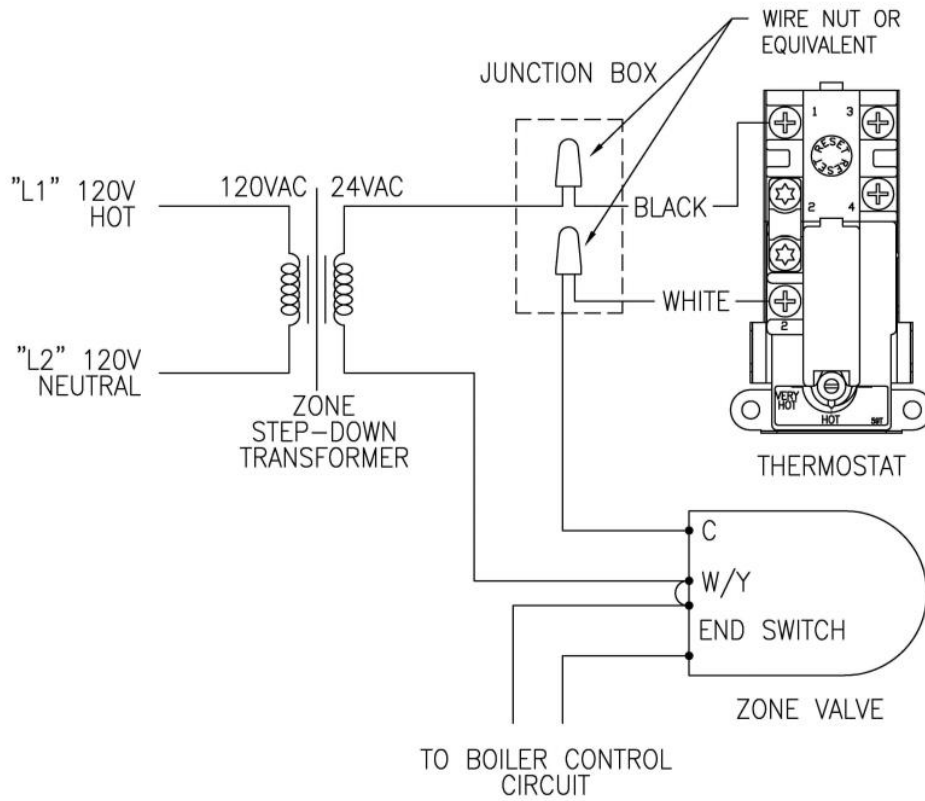 WIRE NUT OR
EQUIVALENT
JUNCTION BOX
"L1" 120V
HOT
120VAC
24VAC
BLACK
WHITE
1
3
RESET
RESET
2
4
2
VERY
HOT
HOT
THERMOSTAT
"L2" 120V
NEUTRAL
ZONE
STEP-DOWN
TRANSFORMER
C
W/Y
END SWITCH
ZONE VALVE
TO BOILER CONTROL
CIRCUIT